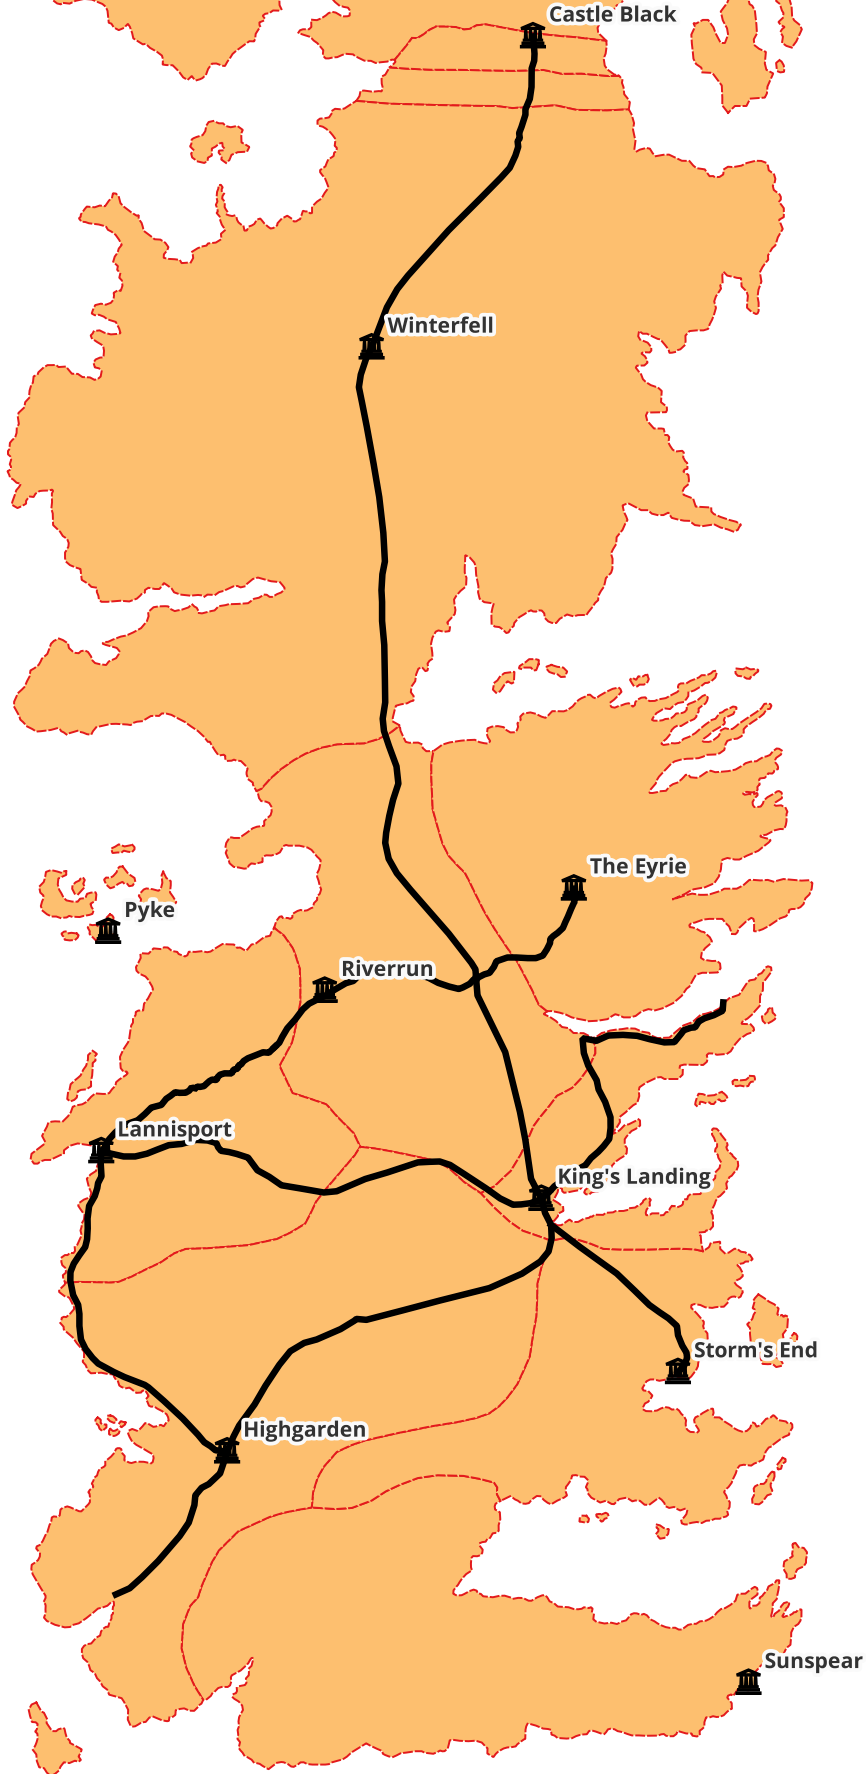 Castle Black
Winterfell
The Eyrie
Pyke
Riverrun
Lannisport
King's Landing
Storm's End
Highgarden
Sunspear